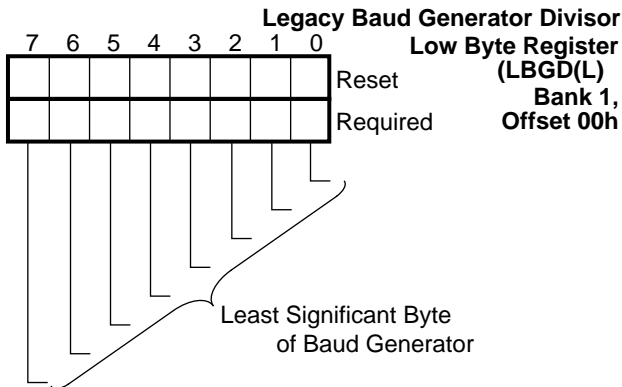 Legacy Baud Generator Divisor
Low Byte Register
(LBGD(L)
Bank 1,
Offset 00h
7 6 5 4 3 2 1 0
Reset
Required
Least Significant Byte
of Baud Generator